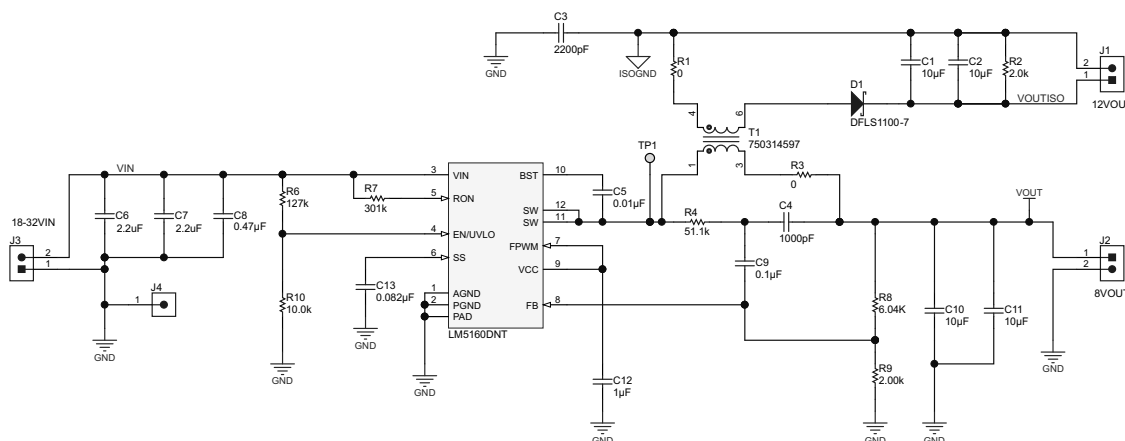 C3
2200pF
GND
ISOGND
R1
0
C1
10µF
C2
10µF
R2
2.0k
J1
2
1
12VOUT
VOUTISO
D1
DFLS1100-7
4
6
T1
750314597
1
3
TP1
R3
0
VIN
18-32VIN
J3
2
1
C6
2.2uF
C7
2.2uF
C8
0.47µF
J4
1
GND
R6
127k
R10
10.0k
GND
R7
301k
C13
0.082µF
GND
3
VIN
5
RON
4
EN/UVLO
6
SS
1
AGND
2
PGND
PAD
LM5160DNT
GND
BST
10
SW
12
SW
11
FPWM
7
VCC
9
FB
8
C5
0.01µF
C12
1µF
GND
R4
51.1k
C4
1000pF
C9
0.1µF
R8
6.04K
R9
2.00k
GND
C10
10µF
C11
10µF
GND
VOUT
J2
1
2
8VOUT
GND